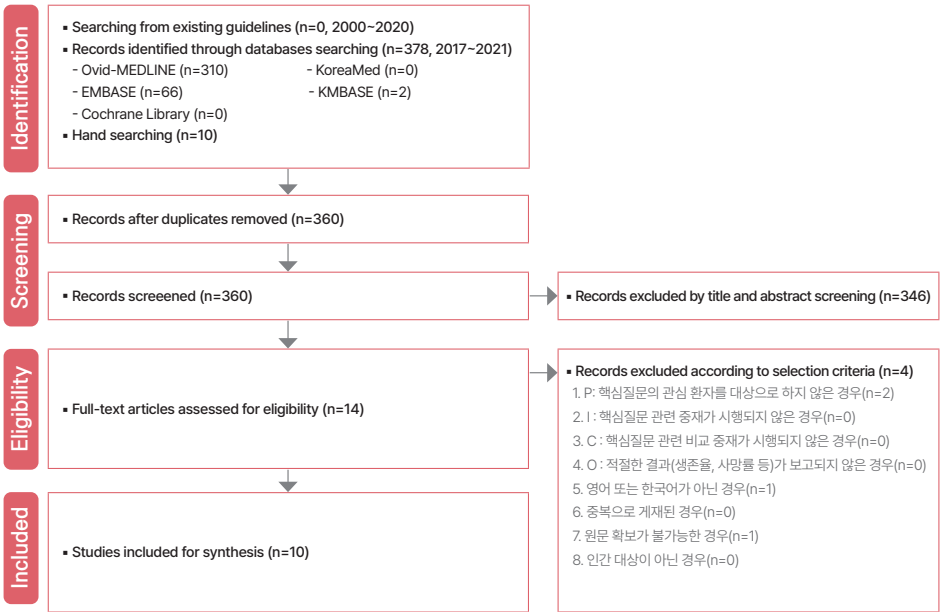 Identification
▪ Searching from existing guidelines (n=0, 2000~2020)
▪ Records identified through databases searching (n=378, 2017~2021)
- Ovid-MEDLINE (n=310) - KoreaMed (n=0)
- EMBASE (n=66) - KMBASE (n=2)
- Cochrane Library (n=0)
▪ Hand searching (n=10)
Screening
▪ Records after duplicates removed (n=360)
▪ Records screeened (n=360)
▪ Records excluded by title and abstract screening (n=346)
Eligibility
▪ Full-text articles assessed for eligibility (n=14)
▪ Records excluded according to selection criteria (n=4)
1. P: 핵심질문의 관심 환자를 대상으로 하지 않은 경우(n=2)
2. I : 핵심질문 관련 중재가 시행되지 않은 경우(n=0)
3. C : 핵심질문 관련 비교 중재가 시행되지 않은 경우(n=0)
4. O : 적절한 결과(생존율, 사망률 등)가 보고되지 않은 경우(n=0)
5. 영어 또는 한국어가 아닌 경우(n=1)
6. 중복으로 게재된 경우(n=0)
7. 원문 확보가 불가능한 경우(n=1)
8. 인간 대상이 아닌 경우(n=0)
Included
▪ Studies included for synthesis (n=10)